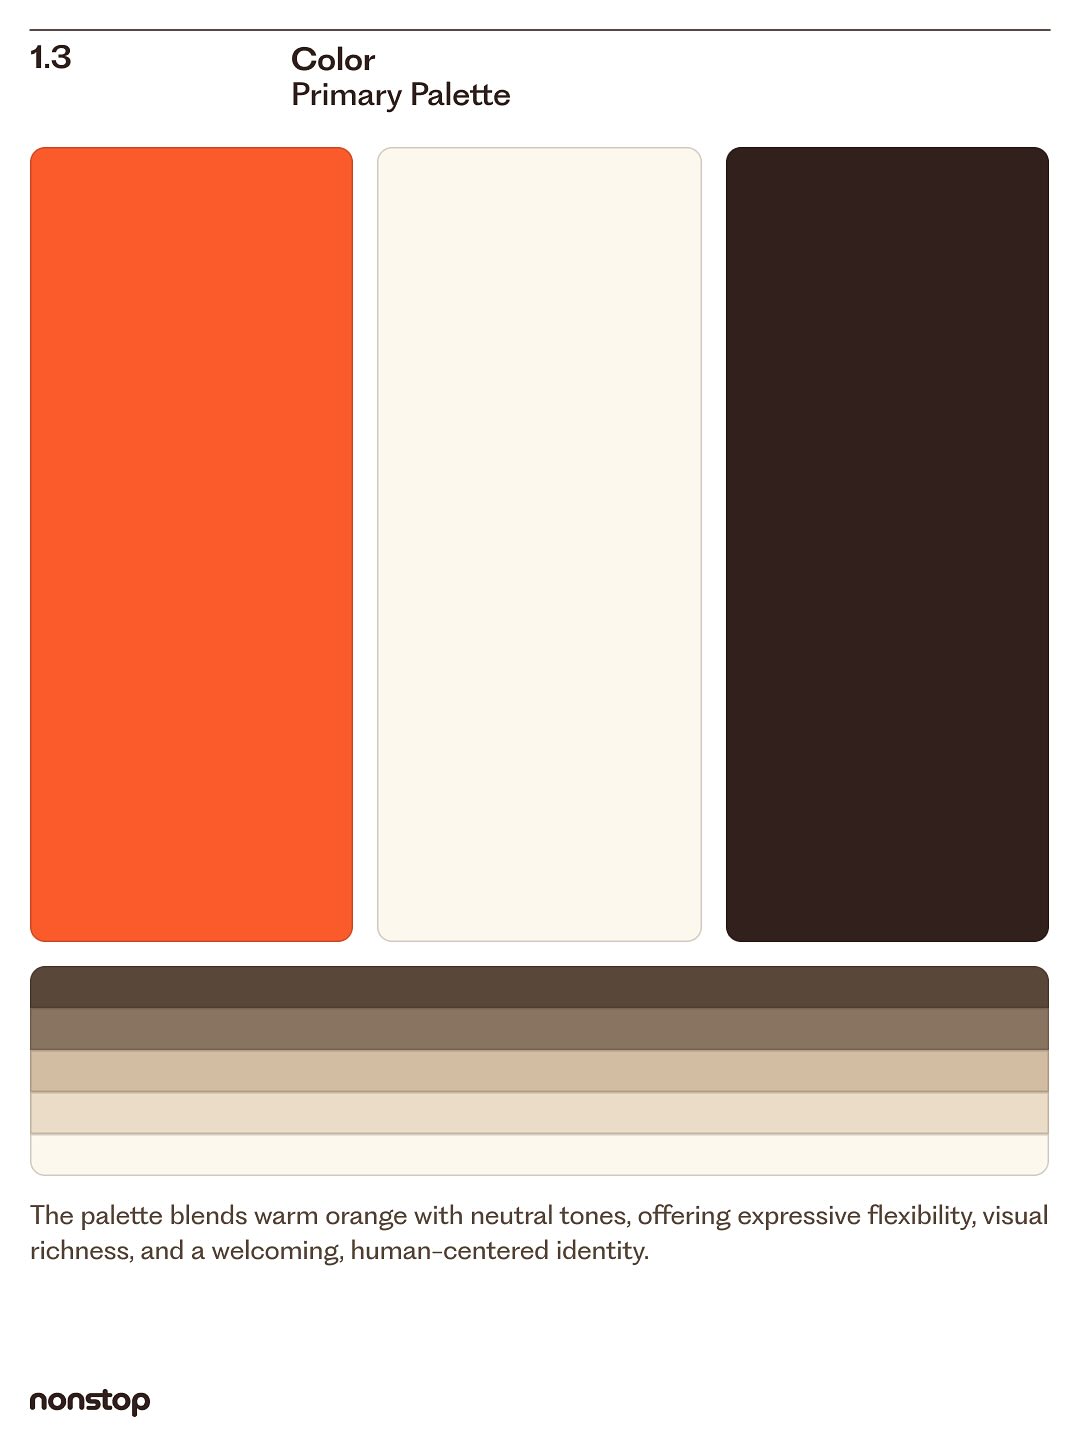 1.3
Color
Primary Palette
The palette blends warm orange with neutral tones, offering expressive flexibility, visual
richness, and a welcoming, human-centered identity.
nonstop